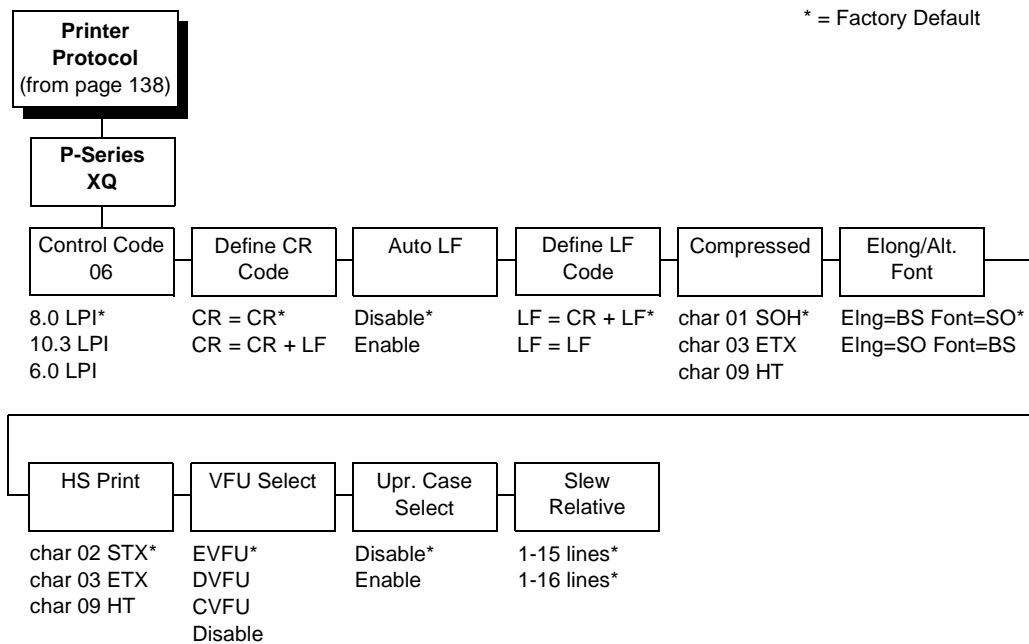 * = Factory Default
Printer
Protocol
(from page 138)
P-Series
XQ
Control Code
06
8.0 LPI*
10.3 LPI
6.0 LPI
Define CR
Code
CR = CR*
CR = CR + LF
Auto LF
Disable*
Enable
Define LF
Code
LF = CR + LF*
LF = LF
Compressed
char 01 SOH*
char 03 ETX
char 09 HT
Elong/Alt.
Font
Elng=BS Font=SO*
Elng=SO Font=BS
HS Print
char 02 STX*
char 03 ETX
char 09 HT
VFU Select
EVFU*
DVFU
CVFU
Disable
Upr. Case
Select
Disable*
Enable
Slew
Relative
1-15 lines*
1-16 lines*